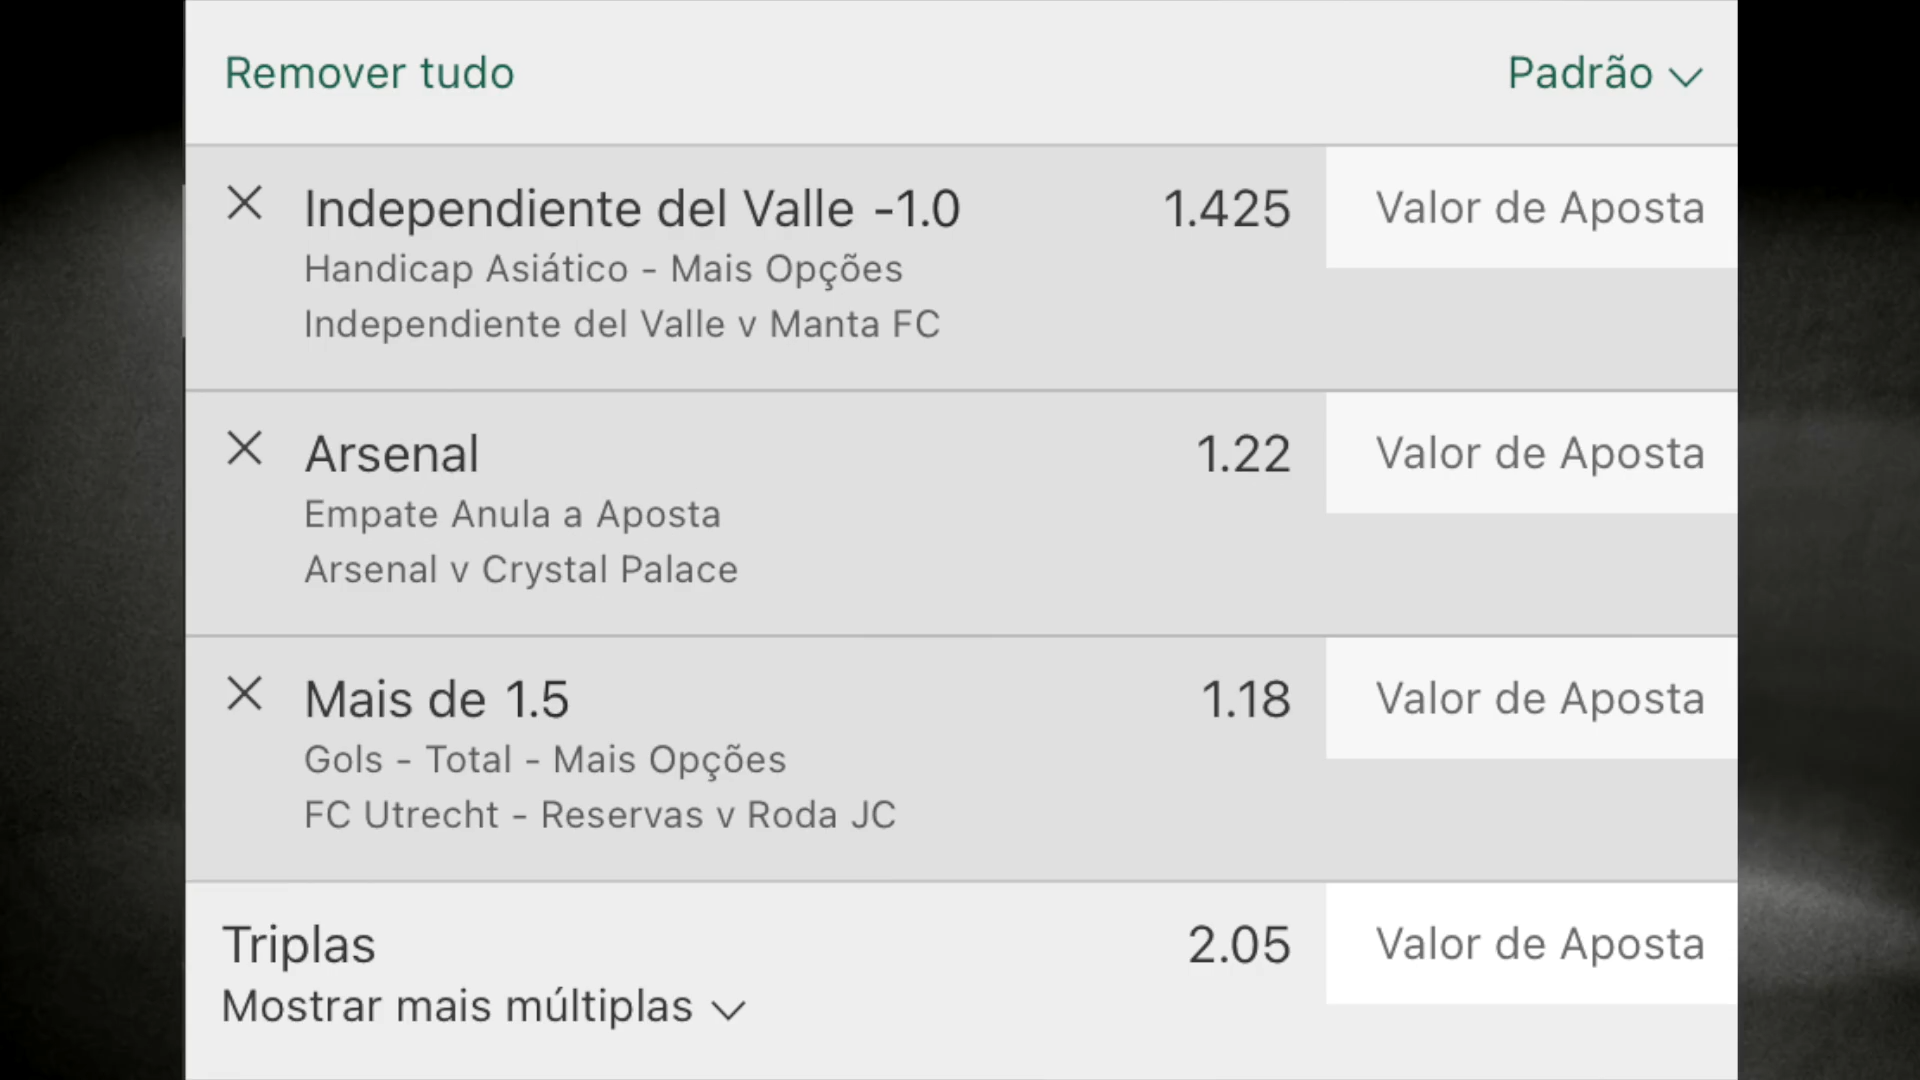 Remover tudo
Padrão
Independiente del Valle -1.0 1.425 Valor de Aposta
Handicap Asiático - Mais Opções
Independiente del Valle v Manta FC
Arsenal 1.22 Valor de Aposta
Empate Anula a Aposta
Arsenal v Crystal Palace
Mais de 1.5 1.18 Valor de Aposta
Gols - Total - Mais Opções
FC Utrecht - Reservas v Roda JC
Triplas 2.05 Valor de Aposta
Mostrar mais múltiplas